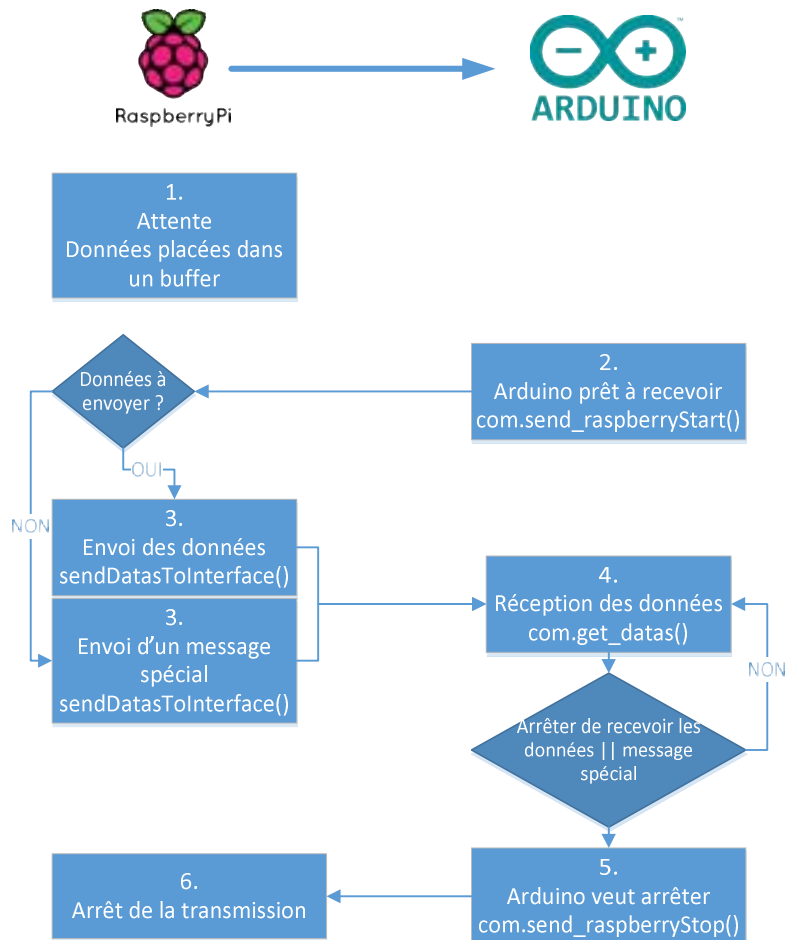 RaspberryPi
ARDUINO
1.
Attente
Données placées dans
un buffer
Données à
envoyer ?
2.
Arduino prêt à recevoir
com.send_raspberryStart()
OUI
NON
3.
Envoi des données
sendDatasToInterface()
3.
Envoi d’un message
spécial
sendDatasToInterface()
4.
Réception des données
com.get_datas()
NON
Arrêter de recevoir les
données || message
spécial
5.
Arduino veut arrêter
com.send_raspberryStop()
6.
Arrêt de la transmission